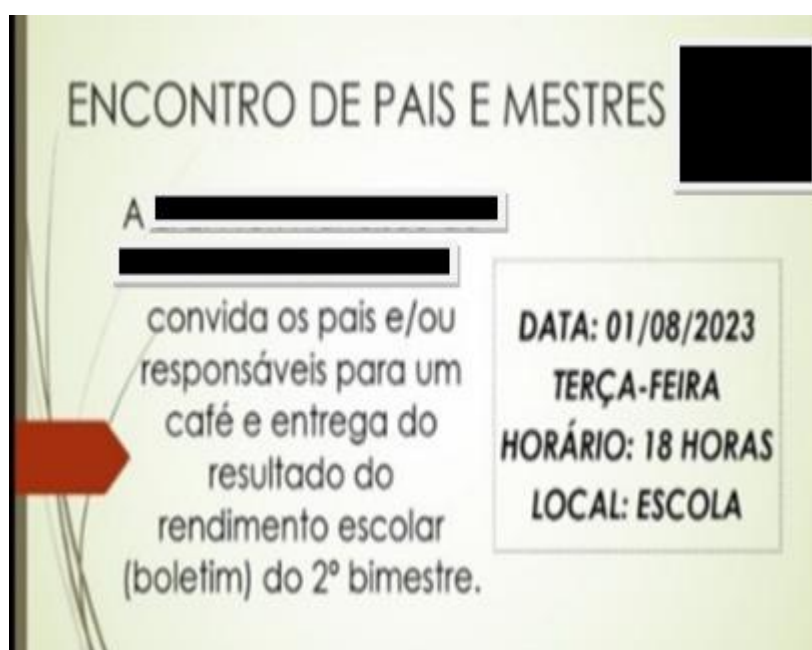 ENCONTRO DE PAIS E MESTRES
A
convida os pais e/ou
responsáveis para um
café e entrega do
resultado do
rendimento escolar
(boletim) do 2º bimestre.
DATA: 01/08/2023
TERÇA-FEIRA
HORÁRIO: 18 HORAS
LOCAL: ESCOLA